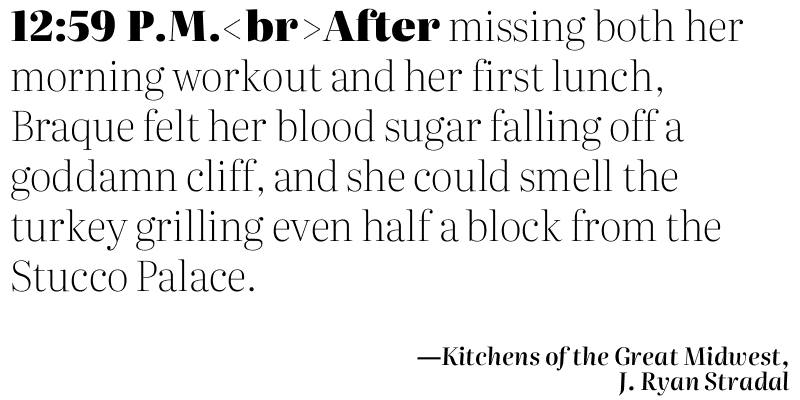 12:59 P.M.<br>After missing both her
morning workout and her first lunch,
Braque felt her blood sugar falling off a
goddamn cliff, and she could smell the
turkey grilling even half a block from the
Stucco Palace.
—Kitchens of the Great Midwest,
J. Ryan Stradal